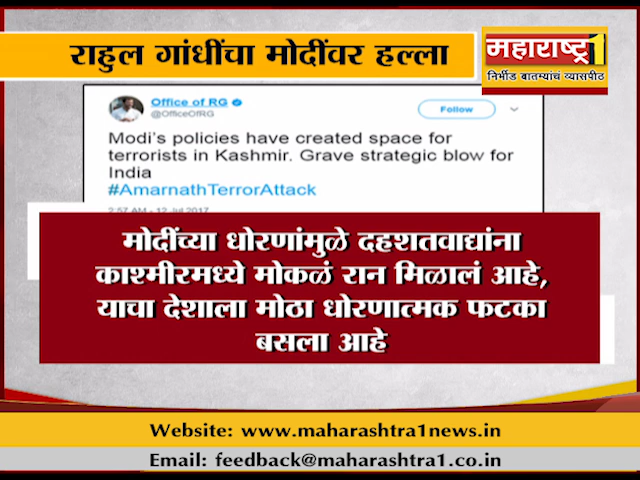 राहुल गांधींचा मोदींवर हल्ला
महाराष्ट्र1
निर्भीड बातम्यांचं व्यासपीठ
Office of RG
@OfficeOfRG
Follow
Modi's policies have created space for
terrorists in Kashmir. Grave strategic blow for
India
#AmarnathTerrorAttack
2:57 AM - 12 Jul 2017
मोदींच्या धोरणांमुळे दहशतवाद्यांना
काश्मीरमध्ये मोकळं रान मिळालं आहे,
याचा देशाला मोठा धोरणात्मक फटका
बसला आहे
Website: www.maharashtra1news.in
Email: feedback@maharashtra1.co.in